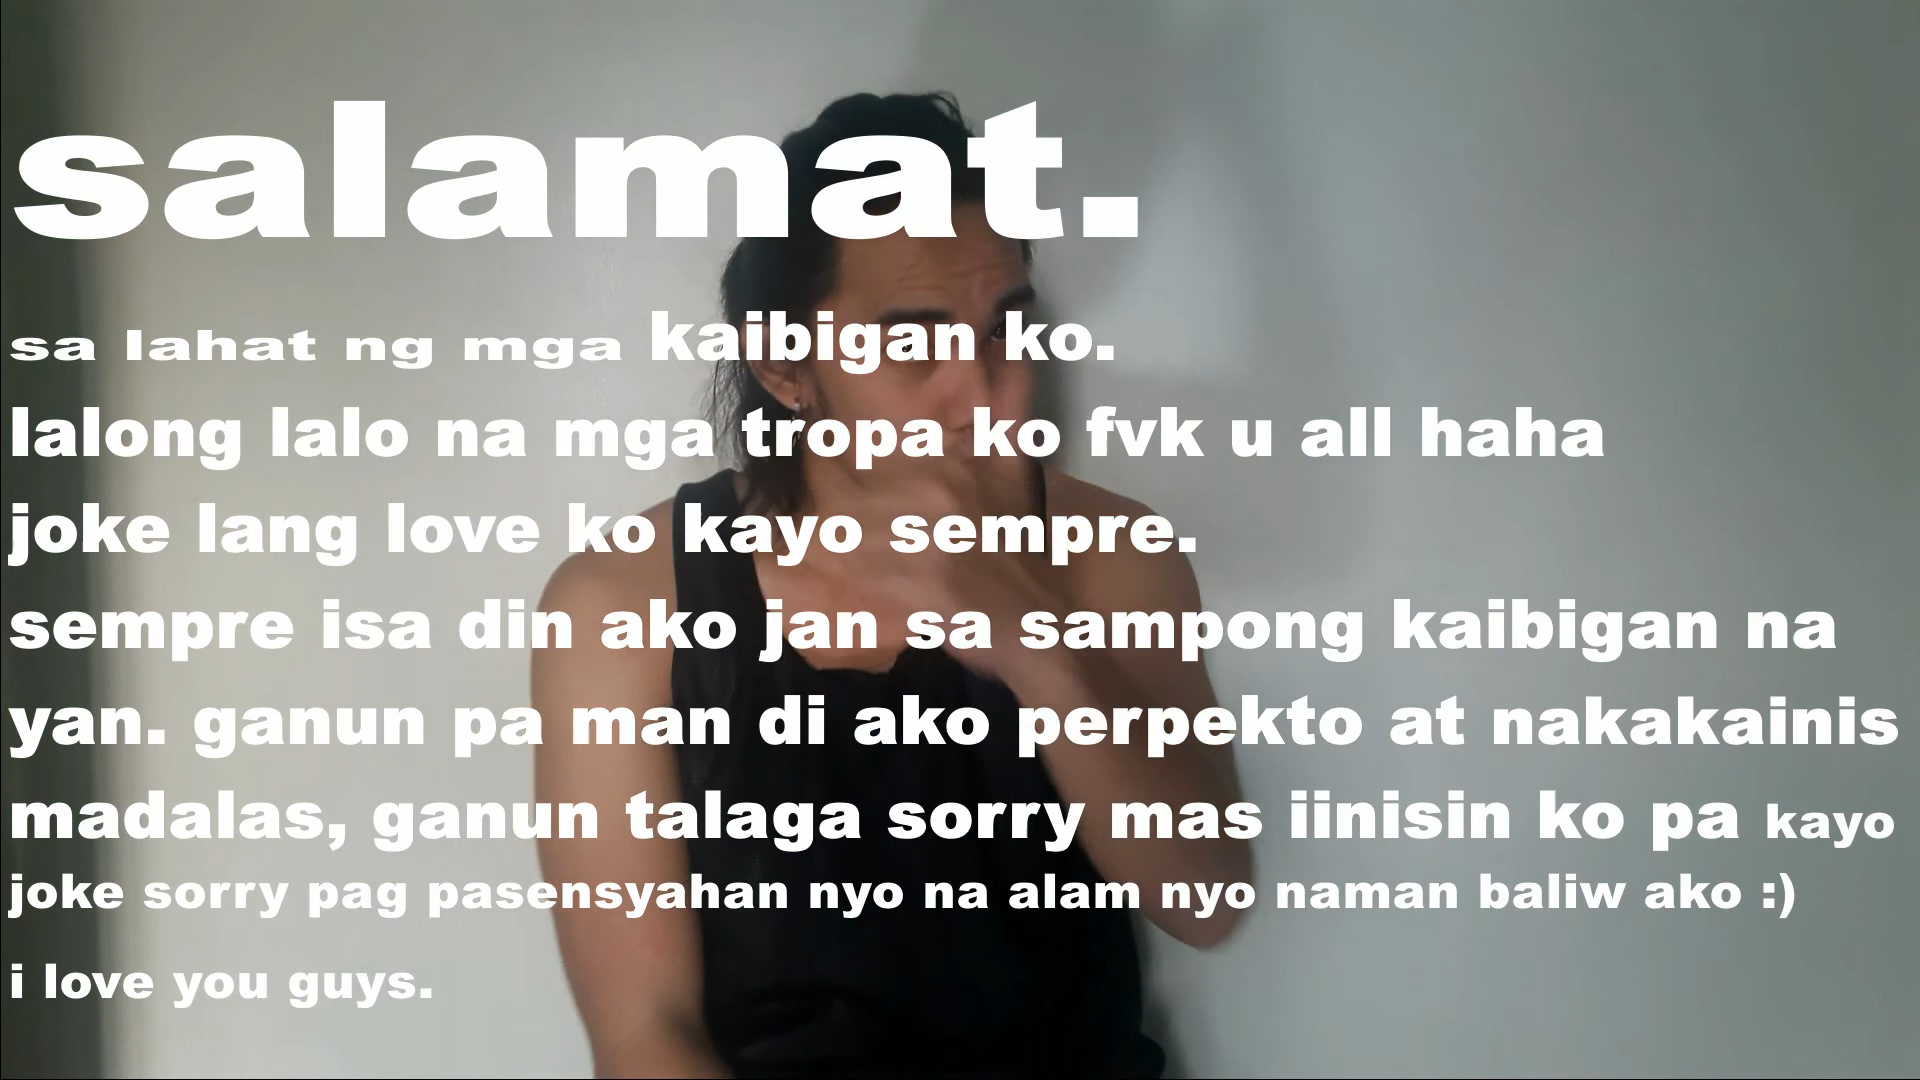 salamat.
sa lahat ng mga kaibigan ko.
lalong lalo na mga tropa ko fvk u all haha
joke lang love ko kayo sempre.
sempre isa din ako jan sa sampong kaibigan na
yan. ganun pa man di ako perpekto at nakakainis
madalas, ganun talaga sorry mas iinisin ko pa kayo
joke sorry pag pasensyahan nyo na alam nyo naman baliw ako :)
i love you guys.